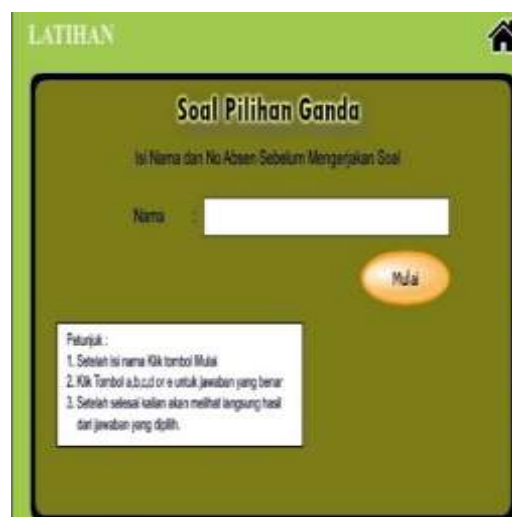 LATIHAN
Soal Pilihan Ganda
Isi Nama dan No Absen Sebelum Mengerjakan Soal
Nama :
Mulai
Petunjuk :
1. Setelah isi nama Klik tombol Mulai
2. Klik Tombol a,b,c,d or e untuk jawaban yang benar
3. Setelah selesai kalian akan melihat langsung hasil
dari jawaban yang dipilih.